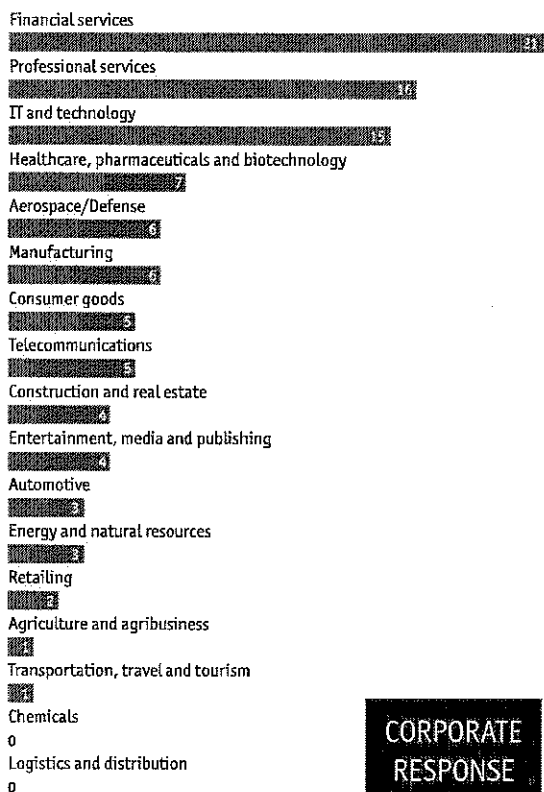 Financial services
21
Professional services
16
IT and technology
15
Healthcare, pharmaceuticals and biotechnology
7
Aerospace/Defense
6
Manufacturing
6
Consumer goods
5
Telecommunications
5
Construction and real estate
4
Entertainment, media and publishing
4
Automotive
3
Energy and natural resources
3
Retailing
2
Agriculture and agribusiness
1
Transportation, travel and tourism
1
Chemicals
0
Logistics and distribution
0
CORPORATE
RESPONSE